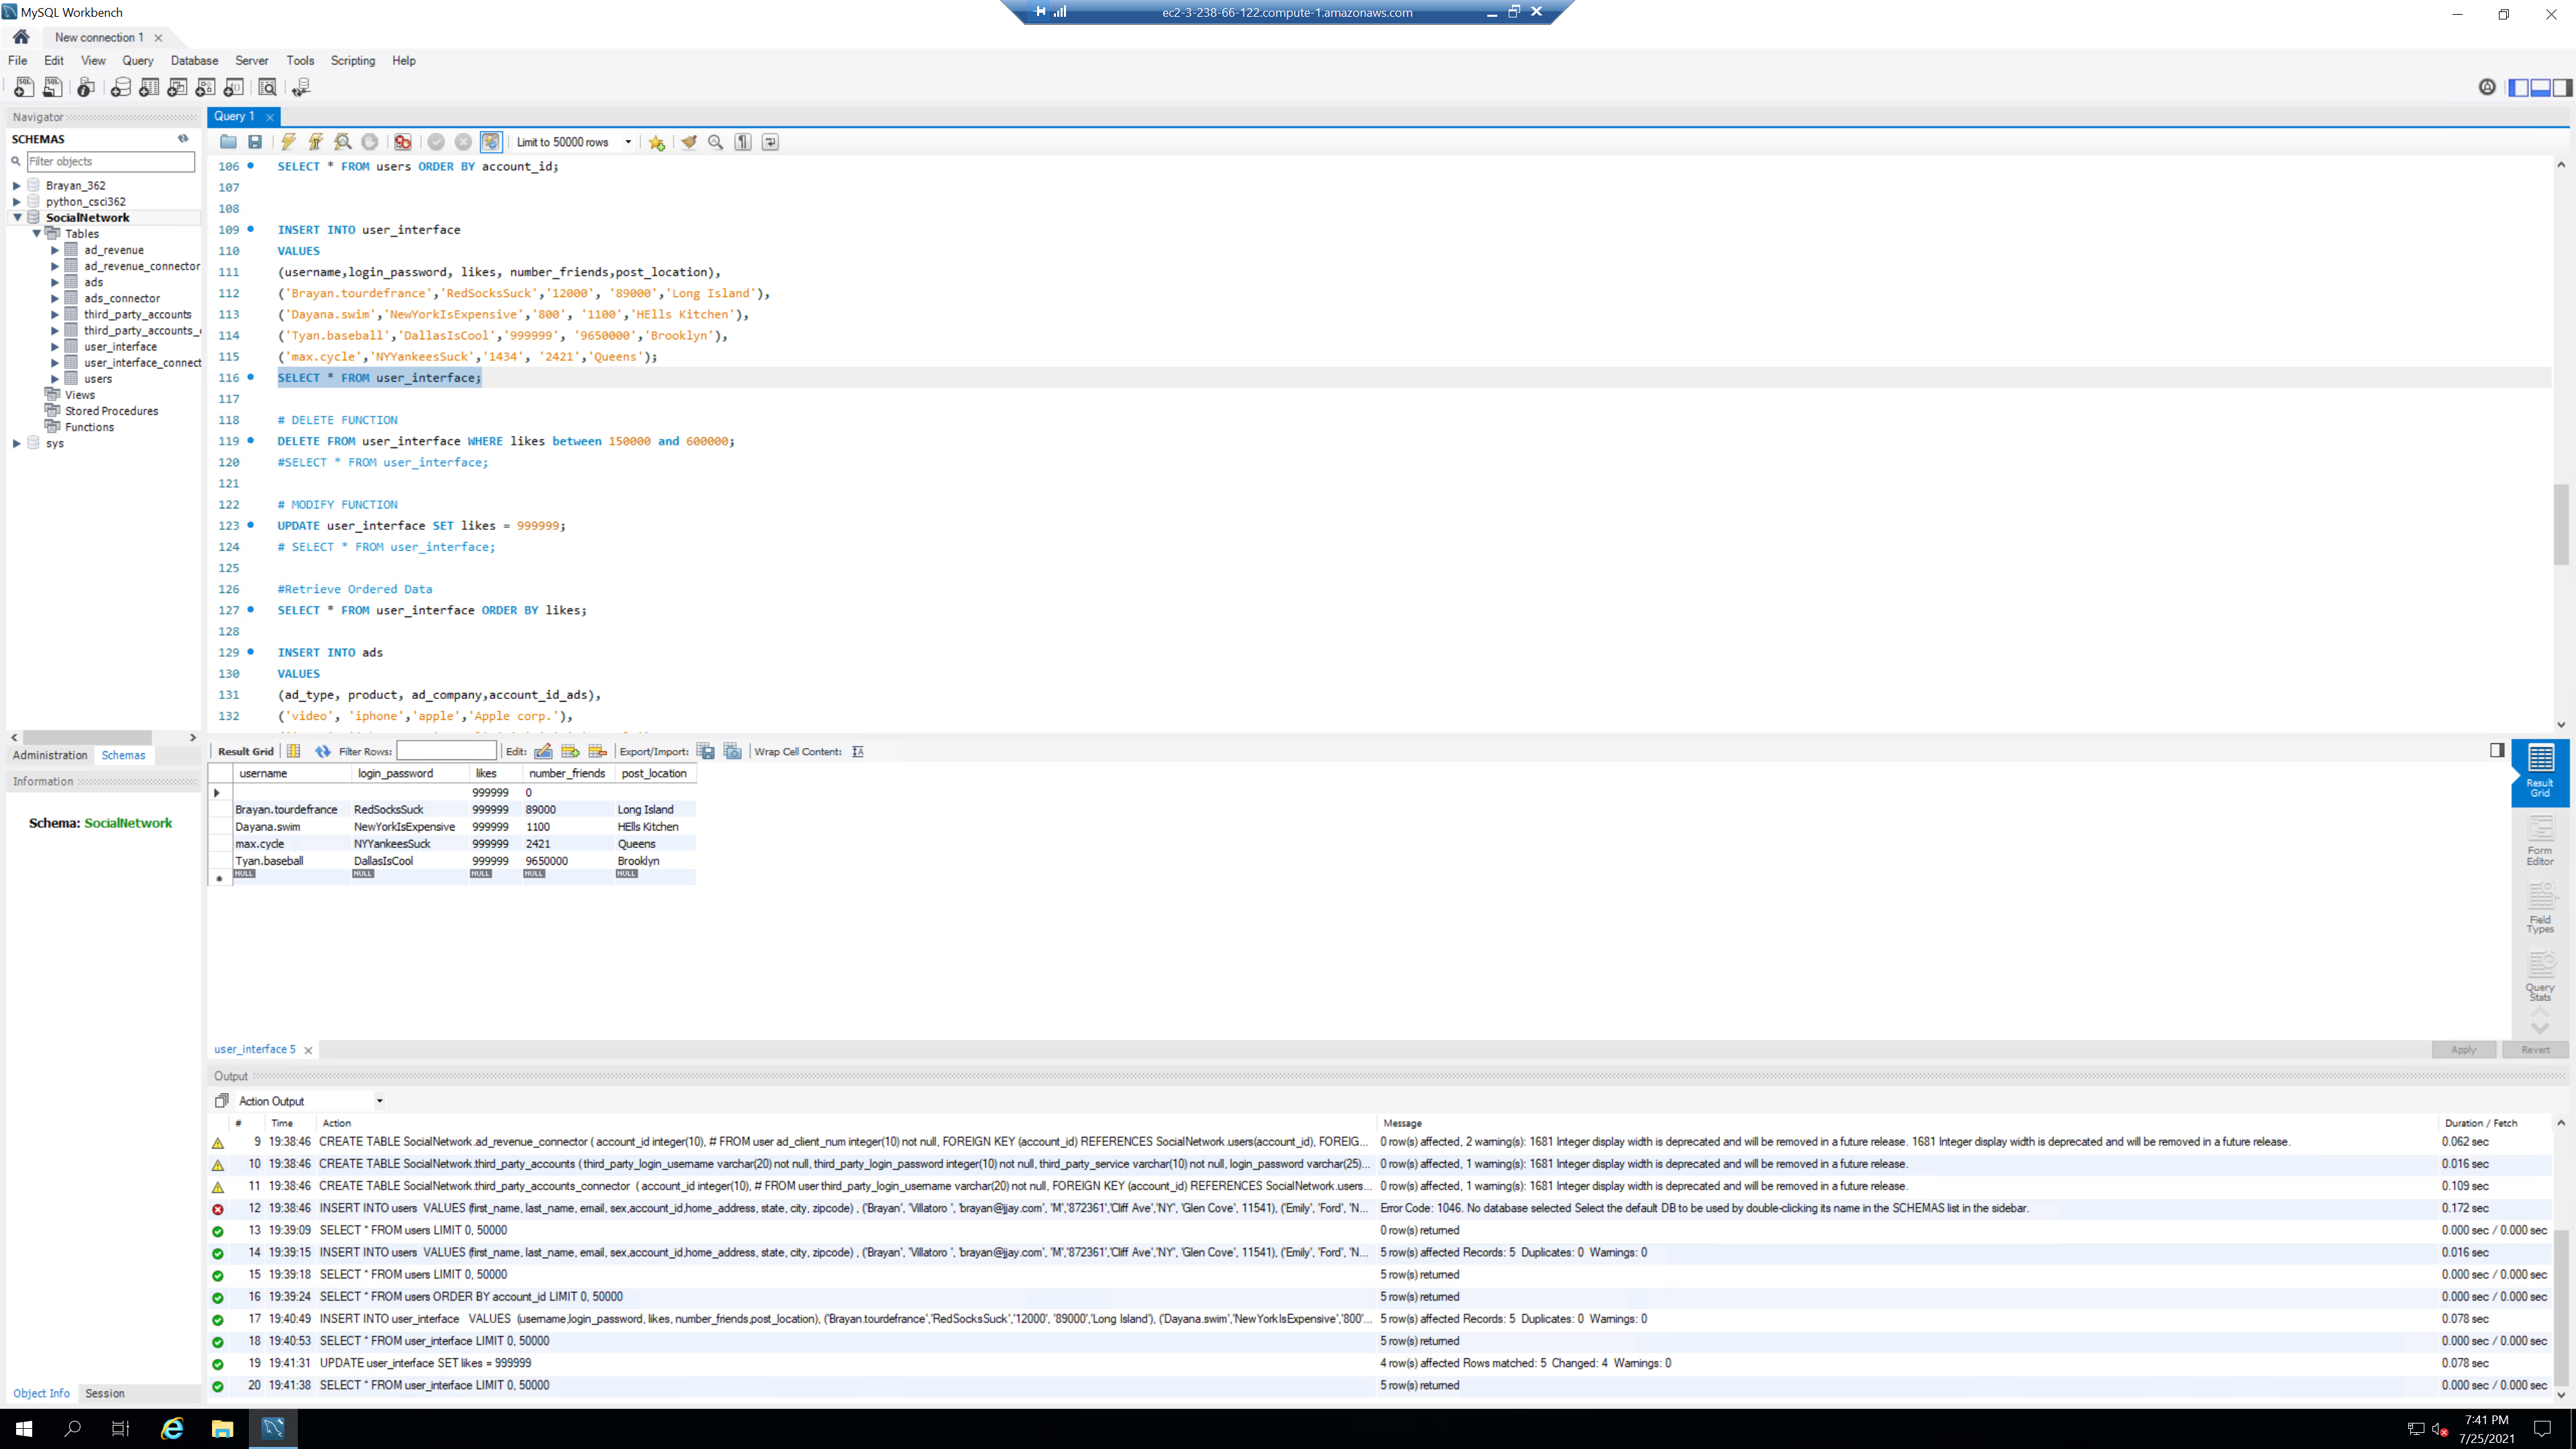 MySQL Workbench
ec2-3-238-66-122.compute-1.amazonaws.com
New connection 1
File Edit View Query Database Server Tools Scripting Help
Navigator
Query 1
SCHEMAS
Limit to 50000 rows
Filter objects
Brayan_362
python_csci362
SocialNetwork
Tables
ad_revenue
ad_revenue_connector
ads
ads_connector
third_party_accounts
third_party_accounts_
user_interface
user_interface_connect
users
Views
Stored Procedures
Functions
sys
106 SELECT * FROM users ORDER BY account_id;
107
108
109 INSERT INTO user_interface
110 VALUES
111 (username,login_password, likes, number_friends,post_location),
112 ('Brayan.tourdefrance','RedSocksSuck','12000', '89000','Long Island'),
113 ('Dayana.swim','NewYorkIsExpensive','800', '1100','HElls Kitchen'),
114 ('Tyan.baseball','DallasIsCool','999999', '9650000','Brooklyn'),
115 ('max.cycle','NYYankeesSuck','1434', '2421','Queens');
116 SELECT * FROM user_interface;
117
118 # DELETE FUNCTION
119 DELETE FROM user_interface WHERE likes between 150000 and 600000;
120 #SELECT * FROM user_interface;
121
122 # MODIFY FUNCTION
123 UPDATE user_interface SET likes = 999999;
124 # SELECT * FROM user_interface;
125
126 #Retrieve Ordered Data
127 SELECT * FROM user_interface ORDER BY likes;
128
129 INSERT INTO ads
130 VALUES
131 (ad_type, product, ad_company,account_id_ads),
132 ('video', 'iphone','apple','Apple corp.'),
Administration Schemas
Information
Schema: SocialNetwork
Result Grid Filter Rows: Edit: Export/Import: Wrap Cell Content:
username login_password likes number_friends post_location
999999 0
Brayan.tourdefrance RedSocksSuck 999999 89000 Long Island
Dayana.swim NewYorkIsExpensive 999999 1100 HElls Kitchen
max.cycle NYYankeesSuck 999999 2421 Queens
Tyan.baseball DallasIsCool 999999 9650000 Brooklyn
NULL NULL NULL NULL NULL
Result Grid
Form Editor
Field Types
Query Stats
user_interface 5
Apply Revert
Output
Action Output
# Time Action Message Duration / Fetch
9 19:38:46 CREATE TABLE SocialNetwork.ad_revenue_connector ( account_id integer(10), # FROM user ad_client_num integer(10) not null, FOREIGN KEY (account_id) REFERENCES SocialNetwork.users(account_id), FOREIG... 0 row(s) affected, 2 warning(s): 1681 Integer display width is deprecated and will be removed in a future release. 1681 Integer display width is deprecated and will be removed in a future release. 0.062 sec
10 19:38:46 CREATE TABLE SocialNetwork.third_party_accounts ( third_party_login_username varchar(20) not null, third_party_login_password integer(10) not null, third_party_service varchar(10) not null, login_password varchar(25)... 0 row(s) affected, 1 warning(s): 1681 Integer display width is deprecated and will be removed in a future release. 0.016 sec
11 19:38:46 CREATE TABLE SocialNetwork.third_party_accounts_connector ( account_id integer(10), # FROM user third_party_login_username varchar(20) not null, FOREIGN KEY (account_id) REFERENCES SocialNetwork.users... 0 row(s) affected, 1 warning(s): 1681 Integer display width is deprecated and will be removed in a future release. 0.109 sec
12 19:38:46 INSERT INTO users VALUES (first_name, last_name, email, sex,account_id,home_address, state, city, zipcode) , ('Brayan', 'Villatoro ', 'brayan@jjay.com', 'M','872361','Cliff Ave','NY', 'Glen Cove', 11541), ('Emily', 'Ford', 'N... Error Code: 1046. No database selected Select the default DB to be used by double-clicking its name in the SCHEMAS list in the sidebar. 0.172 sec
13 19:39:09 SELECT * FROM users LIMIT 0, 50000 0 row(s) returned 0.000 sec / 0.000 sec
14 19:39:15 INSERT INTO users VALUES (first_name, last_name, email, sex,account_id,home_address, state, city, zipcode) , ('Brayan', 'Villatoro ', 'brayan@jjay.com', 'M','872361','Cliff Ave','NY', 'Glen Cove', 11541), ('Emily', 'Ford', 'N... 5 row(s) affected Records: 5 Duplicates: 0 Warnings: 0 0.016 sec
15 19:39:18 SELECT * FROM users LIMIT 0, 50000 5 row(s) returned 0.000 sec / 0.000 sec
16 19:39:24 SELECT * FROM users ORDER BY account_id LIMIT 0, 50000 5 row(s) returned 0.000 sec / 0.000 sec
17 19:40:49 INSERT INTO user_interface VALUES (username,login_password, likes, number_friends,post_location), ('Brayan.tourdefrance','RedSocksSuck','12000', '89000','Long Island'), ('Dayana.swim','NewYorkIsExpensive','800'... 5 row(s) affected Records: 5 Duplicates: 0 Warnings: 0 0.078 sec
18 19:40:53 SELECT * FROM user_interface LIMIT 0, 50000 5 row(s) returned 0.000 sec / 0.000 sec
19 19:41:31 UPDATE user_interface SET likes = 999999 4 row(s) affected Rows matched: 5 Changed: 4 Warnings: 0 0.078 sec
20 19:41:38 SELECT * FROM user_interface LIMIT 0, 50000 5 row(s) returned 0.000 sec / 0.000 sec
Object Info Session
7:41 PM
7/25/2021